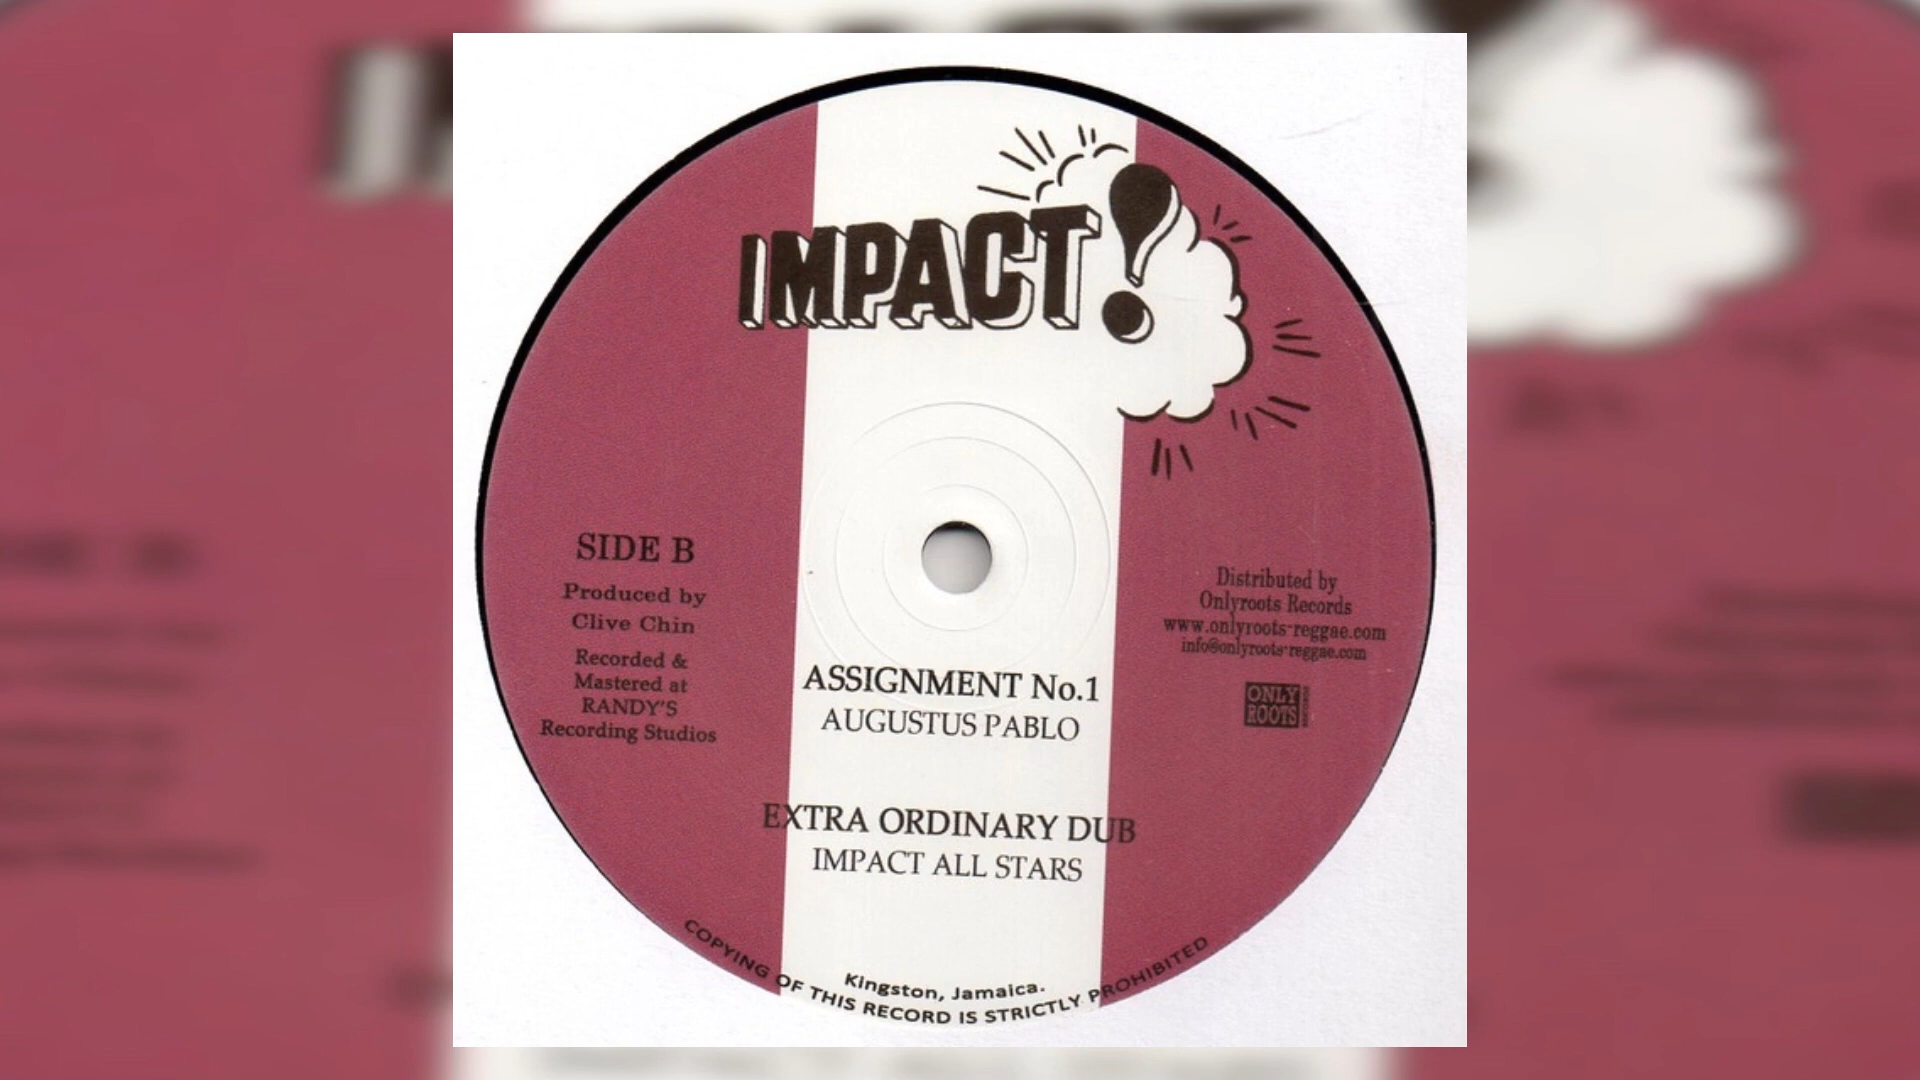 IMPACT!
SIDE B
Produced by
Clive Chin
Recorded &
Mastered at
RANDY'S
Recording Studios
Distributed by
Onlyroots Records
www.onlyroots-reggae.com
info@onlyroots-reggae.com
ONLY
ROOTS
ASSIGNMENT No.1
AUGUSTUS PABLO
EXTRA ORDINARY DUB
IMPACT ALL STARS
Kingston, Jamaica.
COPYING OF THIS RECORD IS STRICTLY PROHIBITED